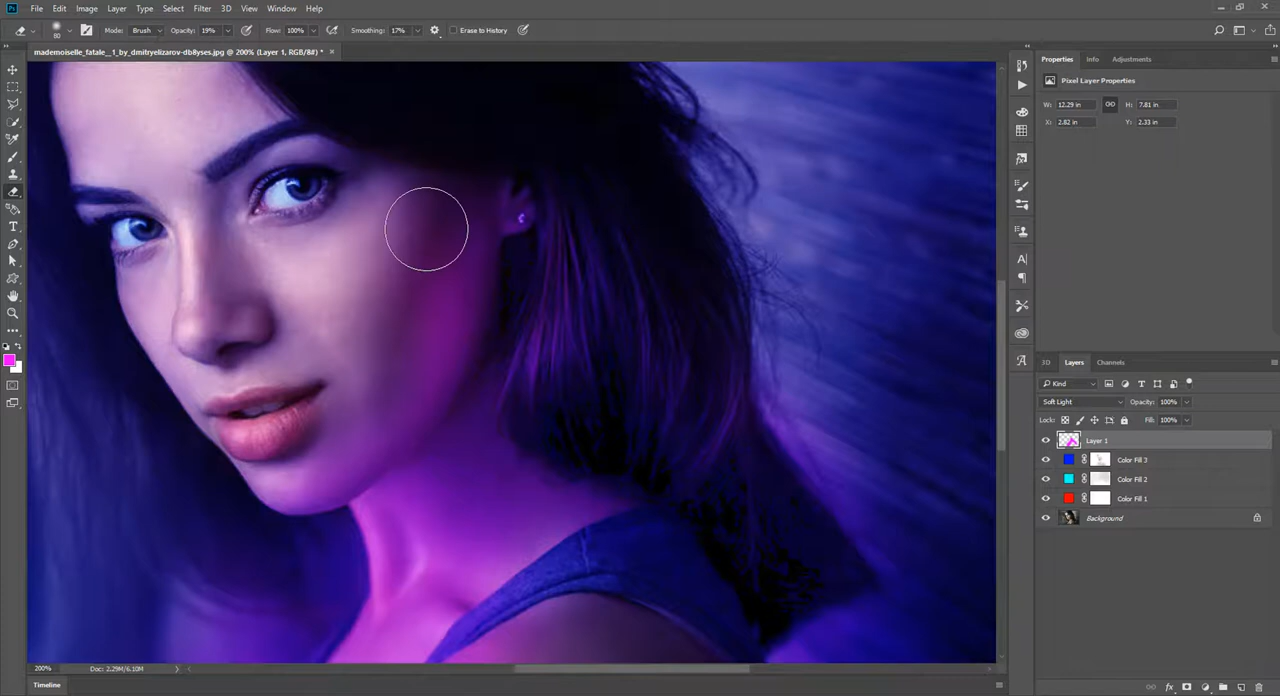 Ps File Edit Image Layer Type Select Filter 3D View Window Help
80 Mode: Brush Opacity: 19% Flow: 100% Smoothing: 17% Erase to History
mademoiselle_fatale__1_by_dmitryelizarov-db8yses.jpg @ 200% (Layer 1, RGB/8#) * ×
Properties Info Adjustments
Pixel Layer Properties
W: 12.29 in H: 7.81 in
X: 2.82 in Y: 2.33 in
3D Layers Channels
Kind
Soft Light Opacity: 100%
Lock: Fill: 100%
Layer 1
Color Fill 3
Color Fill 2
Color Fill 1
Background
200% Doc: 2.29M/6.10M
Timeline